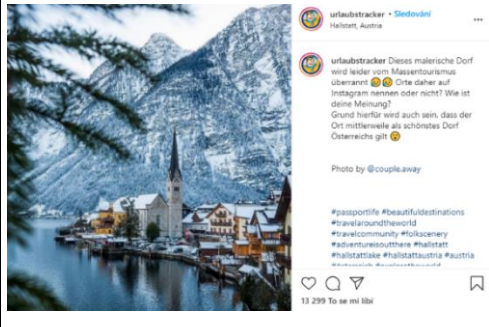 urlaubstracker • Sledování
Hallstatt, Austria
urlaubstracker Dieses malerische Dorf
wird leider vom Massentourismus
überrannt 😢😢 Orte daher auf
Instagram nennen oder nicht? Wie ist
deine Meinung?
Grund hierfür wird auch sein, dass der
Ort mittlerweile als schönstes Dorf
Österreichs gilt 😮
Photo by @couple.away
#passportlife #beautifuldestinations
#travelaroundtheworld
#travelcommunity #folkscenery
#adventureisoutthere #hallstatt
#hallstattlake #hallstattaustria #austria
13 299 To se mi líbí